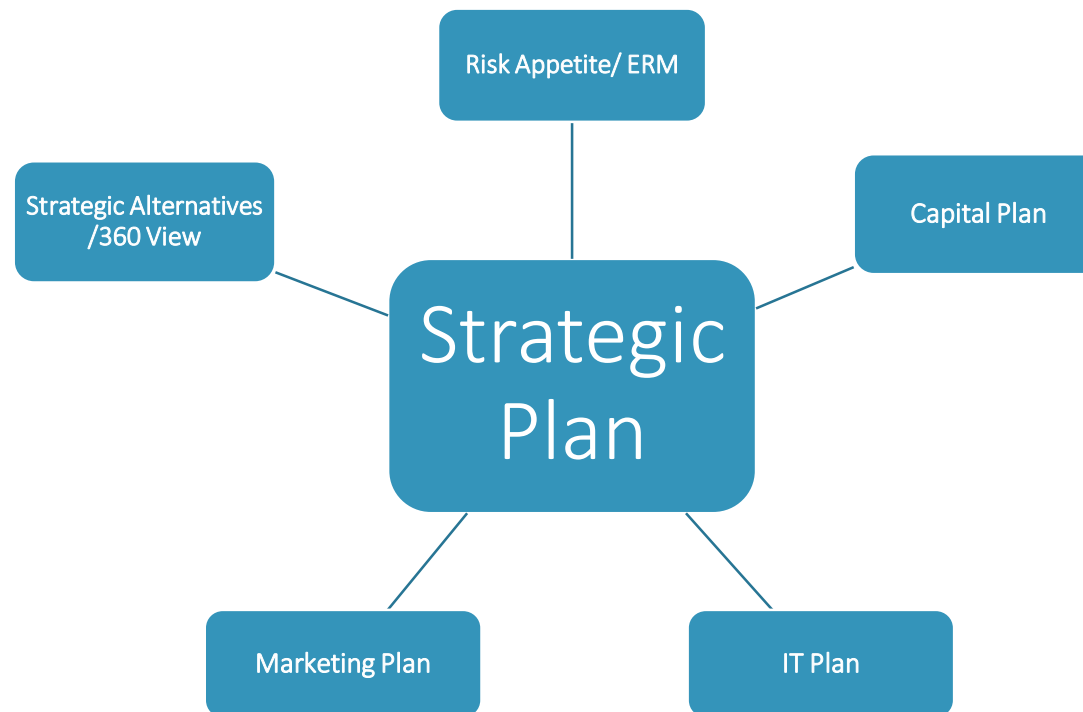 Risk Appetite/ ERM
Strategic Alternatives
/360 View
Capital Plan
Strategic
Plan
Marketing Plan
IT Plan